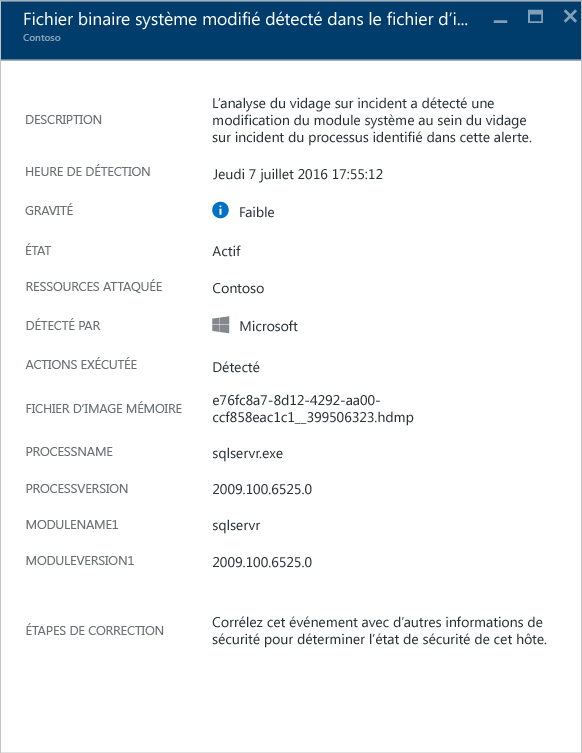 Fichier binaire système modifié détecté dans le fichier d'i...
Contoso
DESCRIPTION
L'analyse du vidage sur incident a détecté une
modification du module système au sein du vidage
sur incident du processus identifié dans cette alerte.
HEURE DE DÉTECTION
Jeudi 7 juillet 2016 17:55:12
GRAVITÉ
Faible
ÉTAT
Actif
RESSOURCES ATTAQUÉE
Contoso
DÉTECTÉ PAR
Microsoft
ACTIONS EXÉCUTÉE
Détecté
FICHIER D'IMAGE MÉMOIRE
e76fc8a7-8d12-4292-aa00-
ccf858eac1c1__399506323.hdmp
PROCESSNAME
sqlservr.exe
PROCESSVERSION
2009.100.6525.0
MODULENAME1
sqlservr
MODULEVERSION1
2009.100.6525.0
ÉTAPES DE CORRECTION
Corrélez cet événement avec d'autres informations de
sécurité pour déterminer l'état de sécurité de cet hôte.